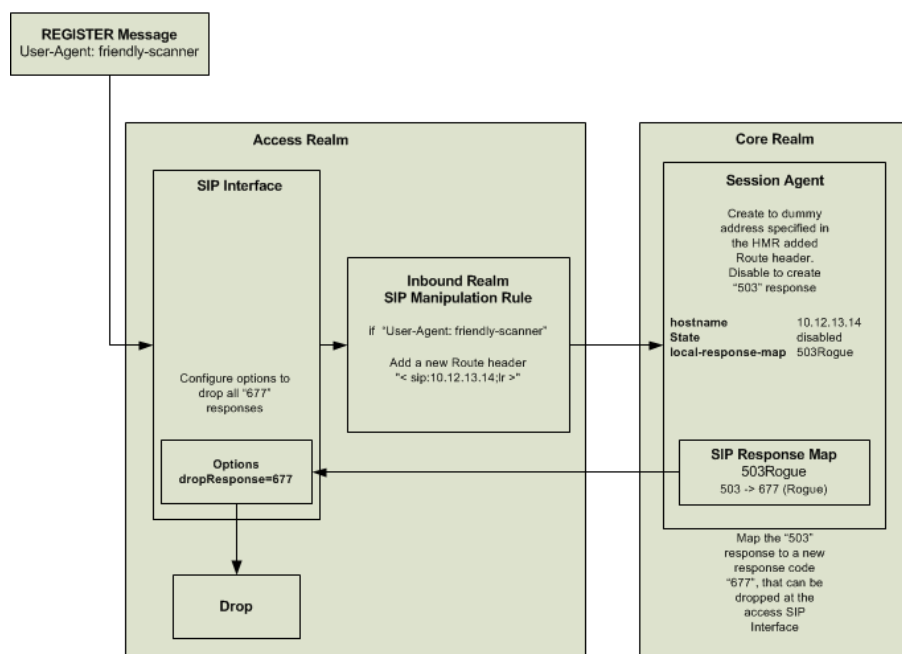 REGISTER Message
User-Agent: friendly-scanner
Access Realm
SIP Interface
Configure options to
drop all "677"
responses
Options
dropResponse=677
Drop
Inbound Realm
SIP Manipulation Rule
if "User-Agent: friendly-scanner"
Add a new Route header
"< sip:10.12.13.14;lr >"
Core Realm
Session Agent
Create to dummy
address specified in
the HMR added
Route header.
Disable to create
"503" response
hostname 10.12.13.14
State disabled
local-response-map 503Rogue
SIP Response Map
503Rogue
503 -> 677 (Rogue)
Map the "503"
response to a new
response code
"677", that can be
dropped at the
access SIP
Interface